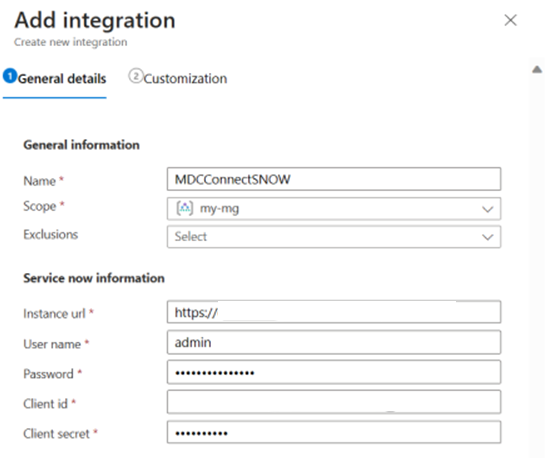 Add integration
Create new integration
1 General details 2 Customization
General information
Name * MDCConnectSNOW
Scope * my-mg
Exclusions Select
Service now information
Instance url * https://
User name * admin
Password * •••••••••••••••
Client id *
Client secret * ••••••••••